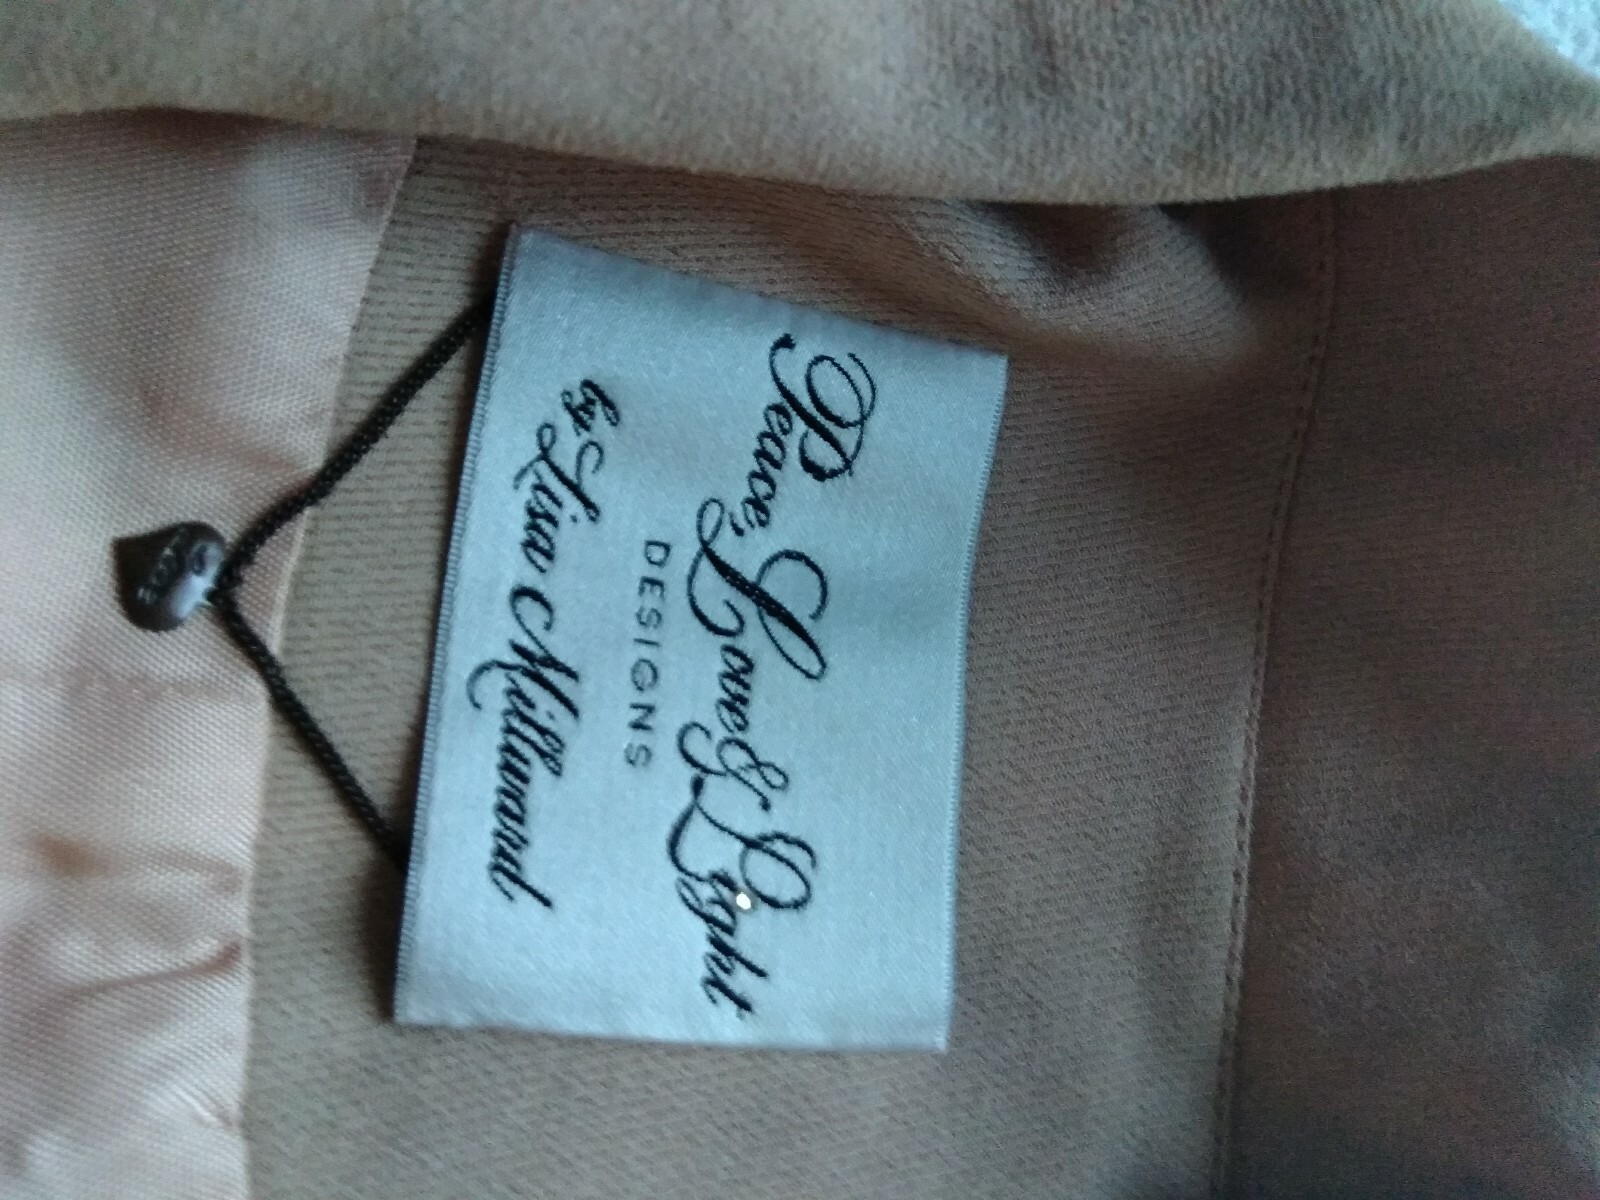 Peace, Love & Light
DESIGNS
by Lisa Millward